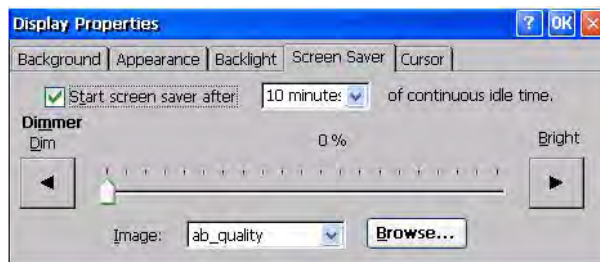 Display Properties ? OK ×
Background Appearance Backlight Screen Saver Cursor
Start screen saver after 10 minutes of continuous idle time.
Dimmer
Dim 0 % Bright
Image: ab_quality Browse...